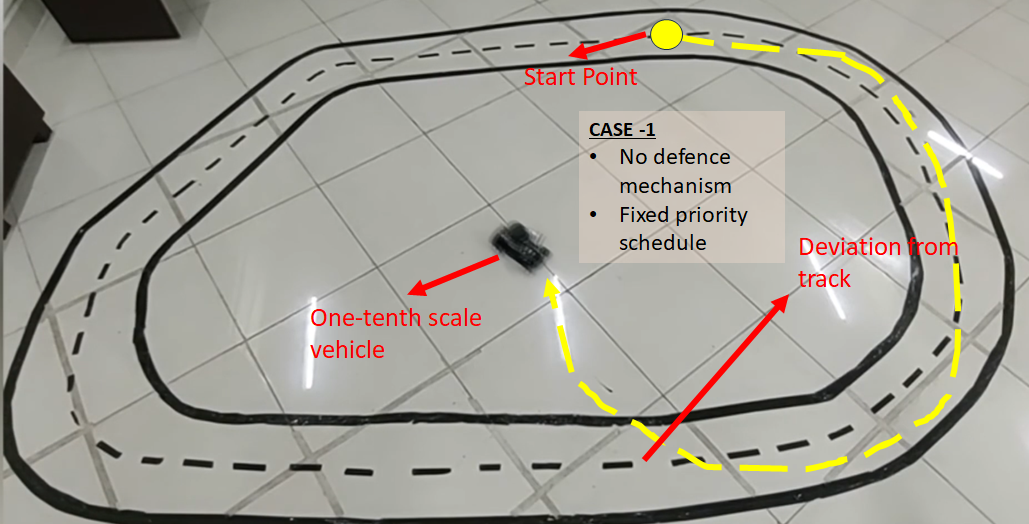 Start Point
CASE -1
• No defence
mechanism
• Fixed priority
schedule
Deviation from
track
One-tenth scale
vehicle